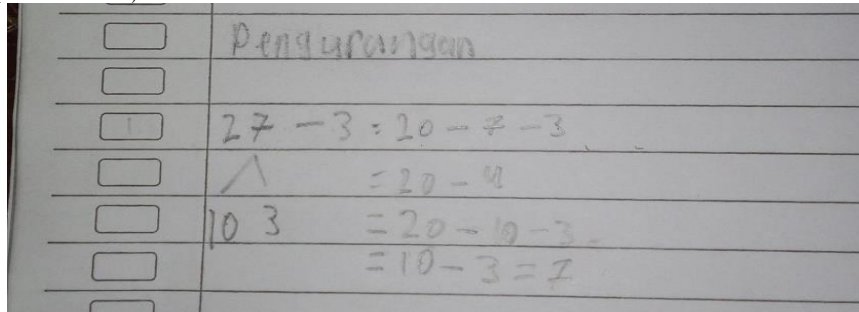 Pengurangan
1 27 - 3 = 20 - 7 - 3
= 20 - 4
10 3 = 20 - 10 - 3
= 10 - 3 = 7